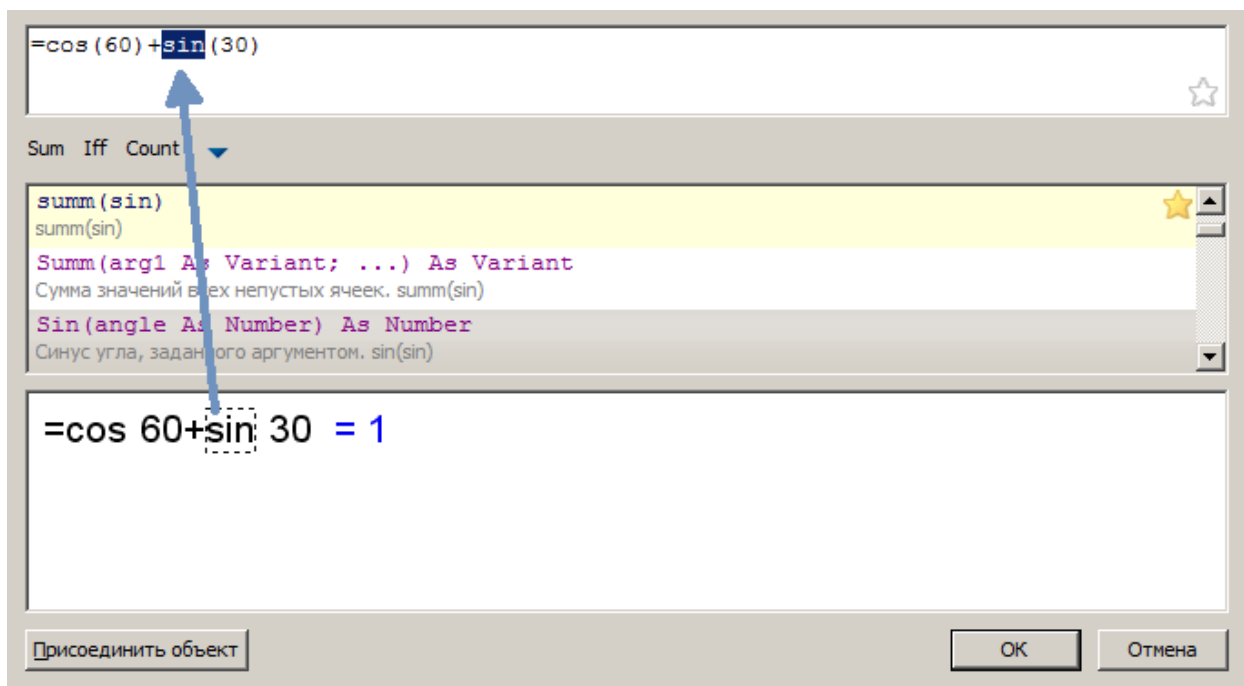 =cos(60)+sin(30)
Sum Iff Count
summ(sin)
summ(sin)
Summ(arg1 As Variant; ...) As Variant
Сумма значений всех непустых ячеек. summ(sin)
Sin(angle As Number) As Number
Синус угла, заданного аргументом. sin(sin)
=cos 60+sin 30 = 1
Присоединить объект
OK
Отмена